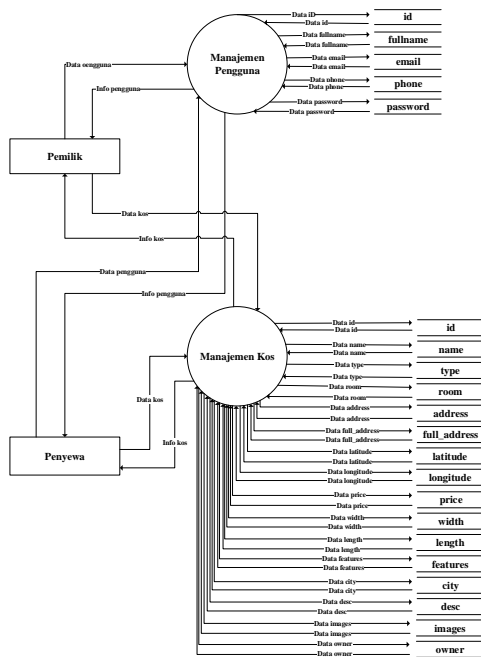 Data iD
id
Data id
Data fullname
fullname
Data fullname
Data email
email
Data email
Data phone
phone
Data phone
Data password
password
Data password
Manajemen
Pengguna
Data oengguna
Info pengguna
Pemilik
Data kos
Info kos
Data pengguna
Info pengguna
Manajemen Kos
Data kos
Info kos
Penyewa
Data id
id
Data id
Data name
name
Data name
Data type
type
Data type
Data room
room
Data room
Data address
address
Data address
Data full_address
full_address
Data full_address
Data latitude
latitude
Data latitude
Data longitude
longitude
Data longitude
Data price
price
Data price
Data width
width
Data width
Data length
length
Data length
Data features
features
Data features
Data city
city
Data city
Data desc
desc
Data desc
Data images
images
Data images
Data owner
owner
Data owner